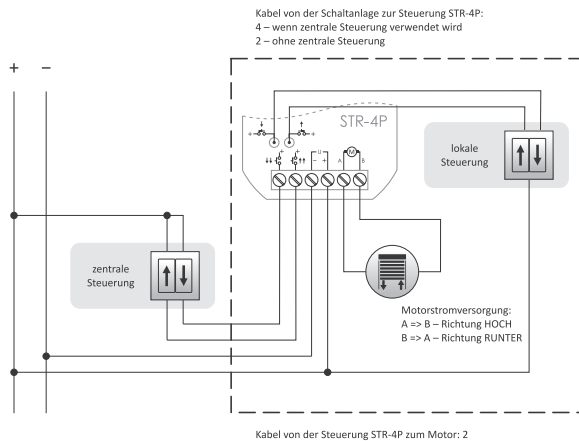 Kabel von der Schaltanlage zur Steuerung STR-4P:
4 – wenn zentrale Steuerung verwendet wird
2 – ohne zentrale Steuerung
+ −
STR-4P
+ +
+ + U M
− + A B
lokale
Steuerung
zentrale
Steuerung
Motorstromversorgung:
A => B – Richtung HOCH
B => A – Richtung RUNTER
Kabel von der Steuerung STR-4P zum Motor: 2